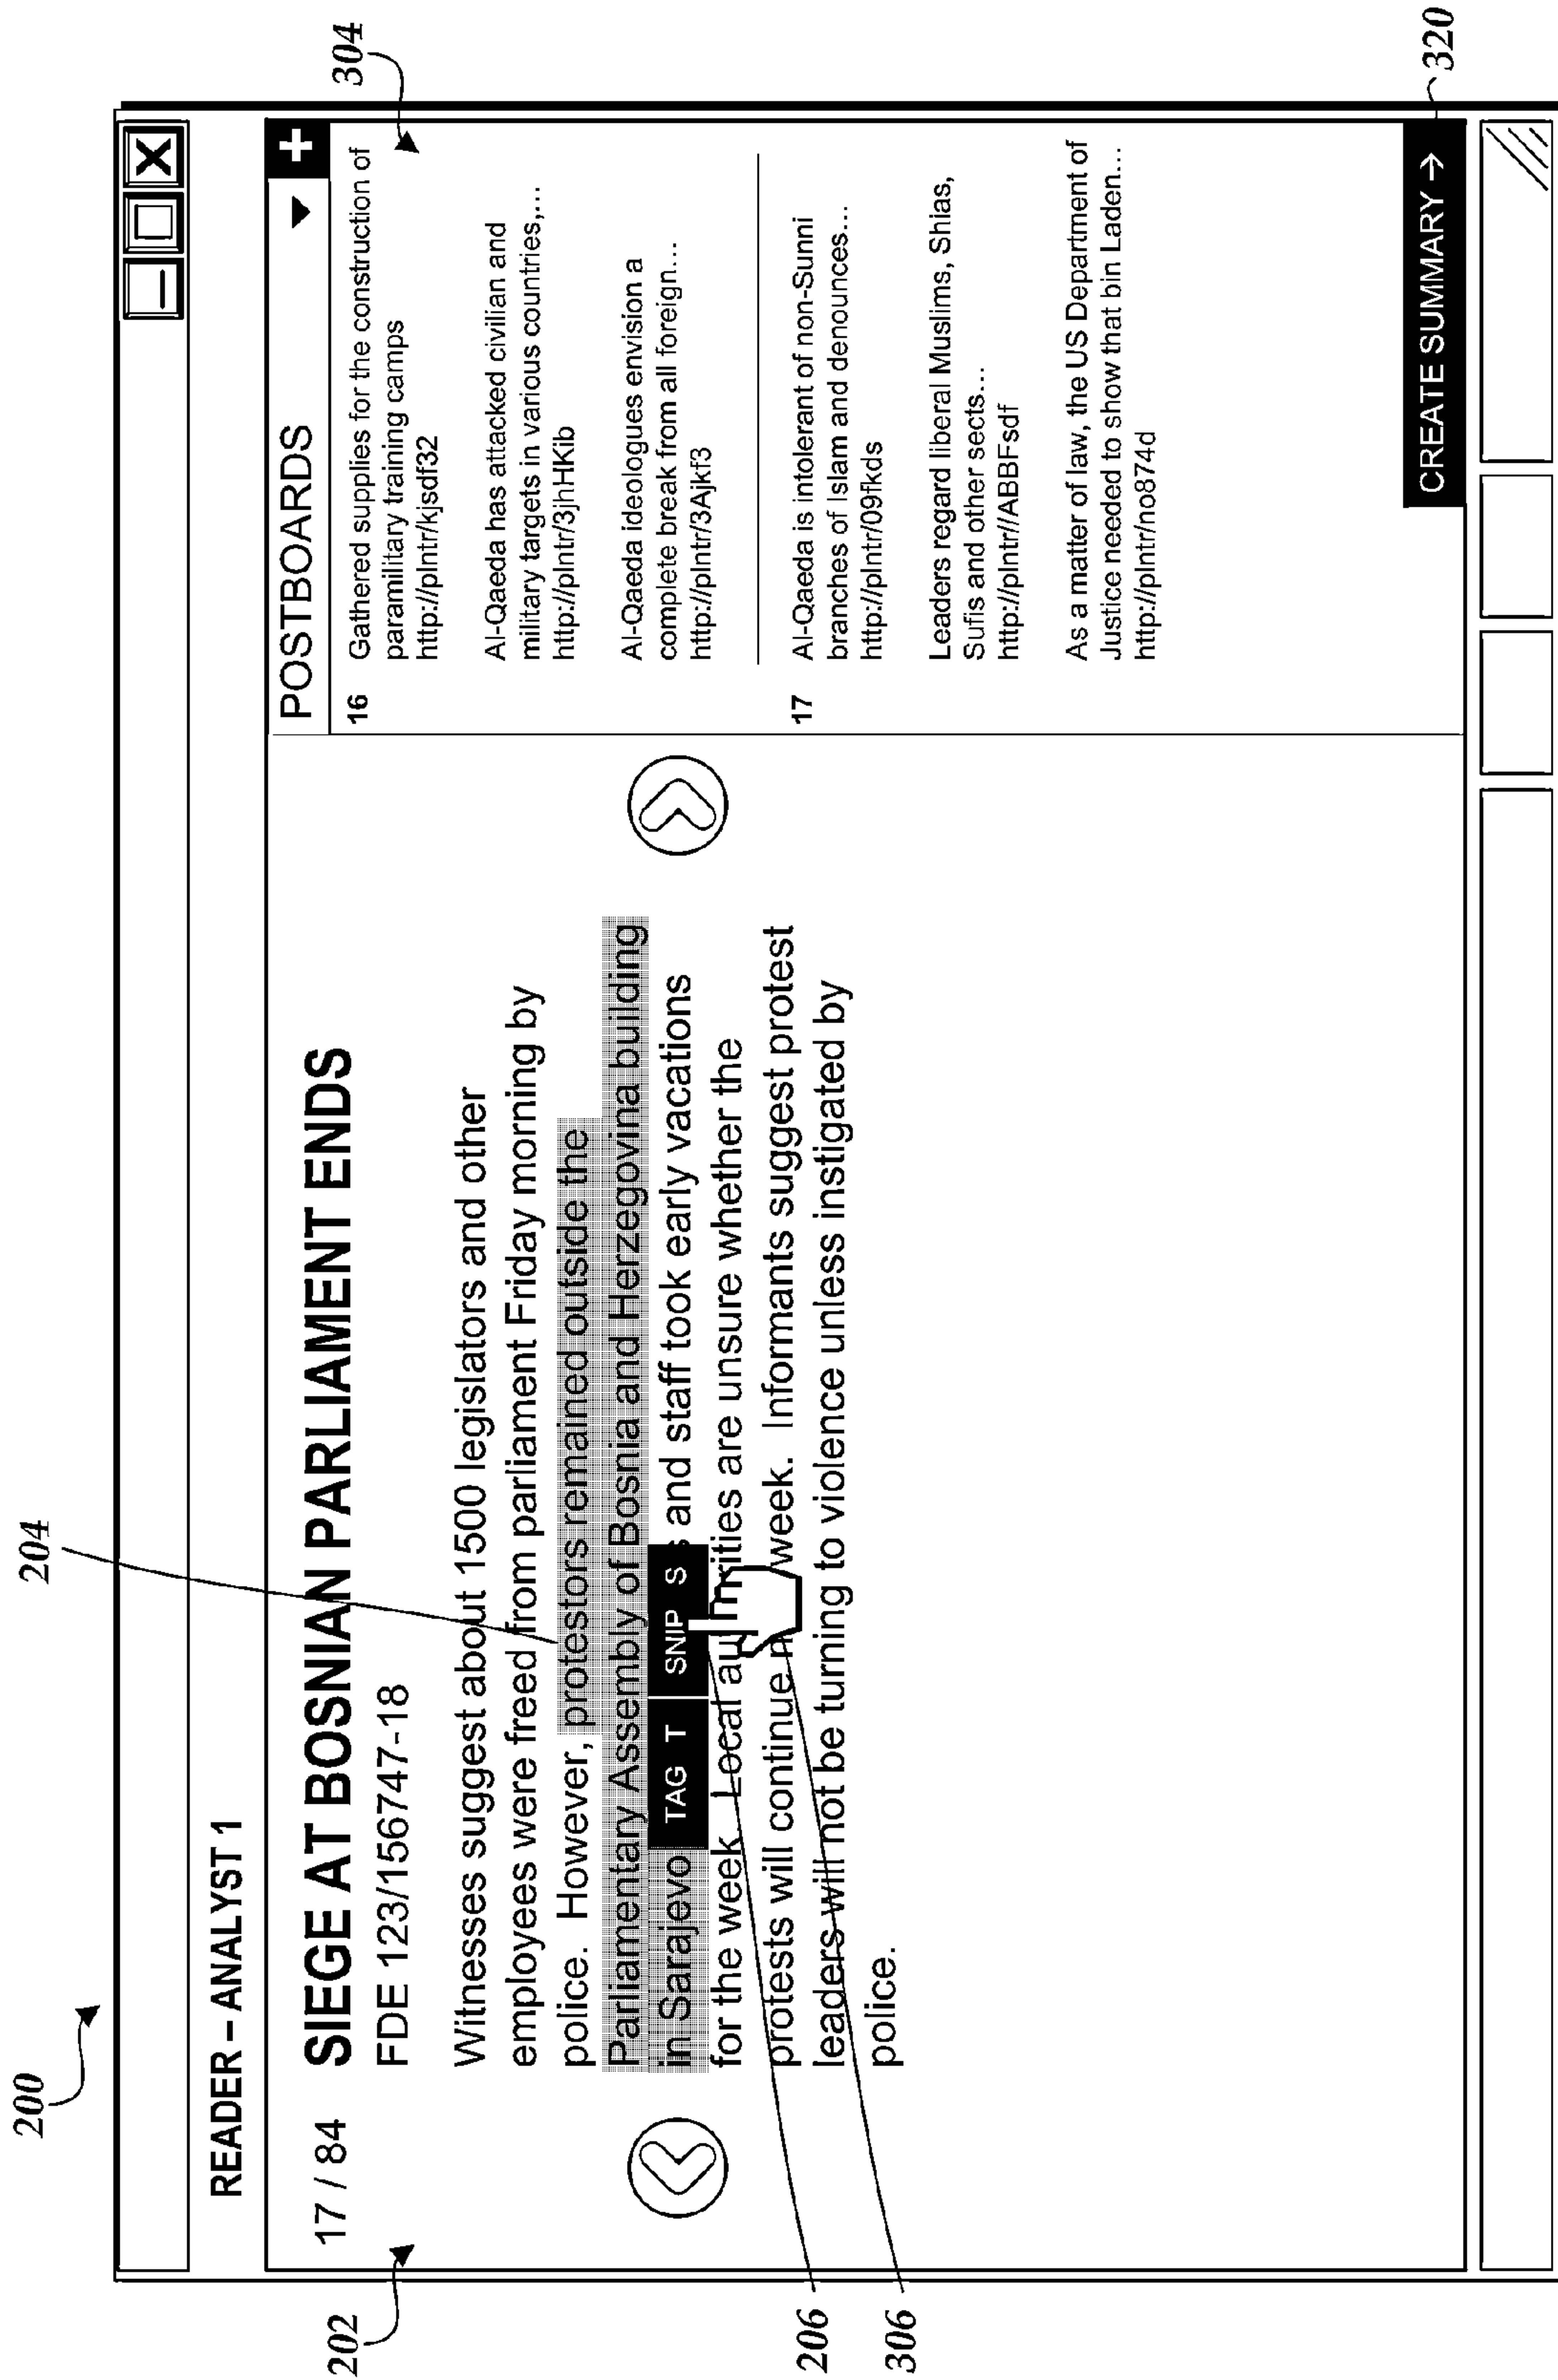 200
204
READER – ANALYST 1
202
17 / 84
SIEGE AT BOSNIAN PARLIAMENT ENDS
FDE 123/156747-18
Witnesses suggest about 1500 legislators and other
employees were freed from parliament Friday morning by
police. However, protestors remained outside the
Parliamentary Assembly of Bosnia and Herzegovina building
in Sarajevo TAG T SNIP S and staff took early vacations
for the week. Local are unsure whether the
protests will continue week. Informants suggest protest
leaders will not be turning to violence unless instigated by
police.
206
306
POSTBOARDS
304
16 Gathered supplies for the construction of
paramilitary training camps
http://plntr/kjsdf32
Al-Qaeda has attacked civilian and
military targets in various countries,...
http://plntr/3jhHKib
Al-Qaeda ideologues envision a
complete break from all foreign...
http://plntr/3Ajkf3
17 Al-Qaeda is intolerant of non-Sunni
branches of Islam and denounces...
http://plntr/09fkds
Leaders regard liberal Muslims, Shias,
Sufis and other sects...
http://plntr//ABBFsdf
As a matter of law, the US Department of
Justice needed to show that bin Laden...
http://plntr/no874d
CREATE SUMMARY →
320